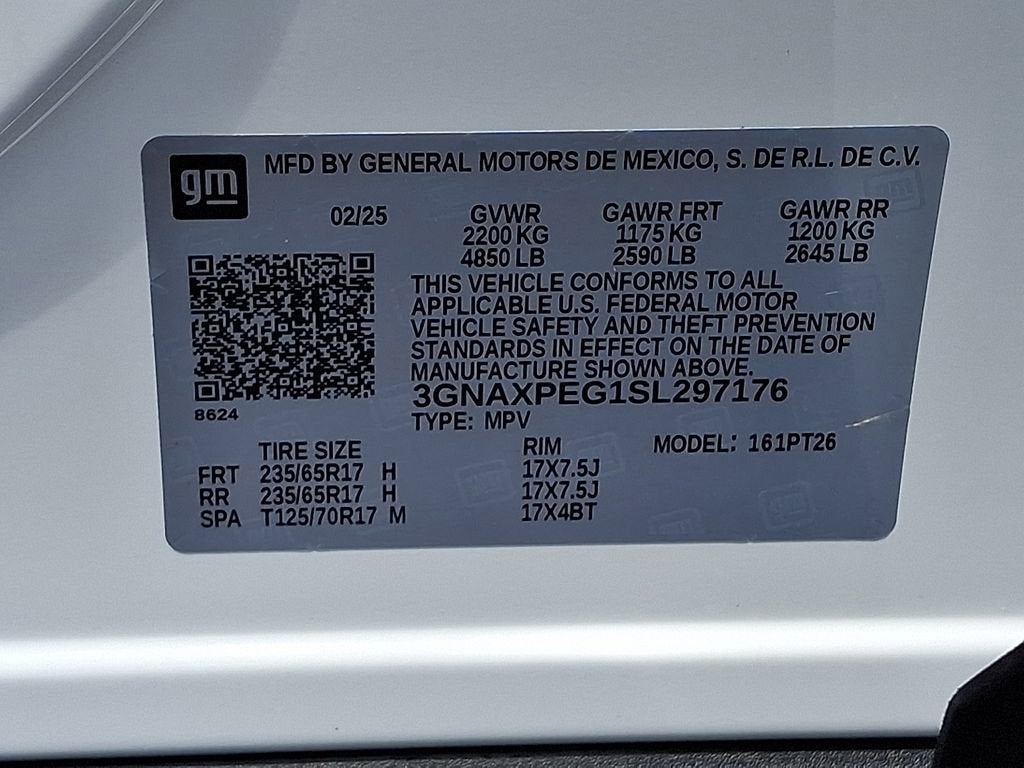 gm MFD BY GENERAL MOTORS DE MEXICO, S. DE R.L. DE C.V.
02/25 GVWR GAWR FRT GAWR RR
2200 KG 1175 KG 1200 KG
4850 LB 2590 LB 2645 LB
THIS VEHICLE CONFORMS TO ALL
APPLICABLE U.S. FEDERAL MOTOR
VEHICLE SAFETY AND THEFT PREVENTION
STANDARDS IN EFFECT ON THE DATE OF
MANUFACTURE SHOWN ABOVE.
3GNAXPEG1SL297176
8624
TYPE: MPV
TIRE SIZE RIM MODEL: 161PT26
FRT 235/65R17 H 17X7.5J
RR 235/65R17 H 17X7.5J
SPA T125/70R17 M 17X4BT